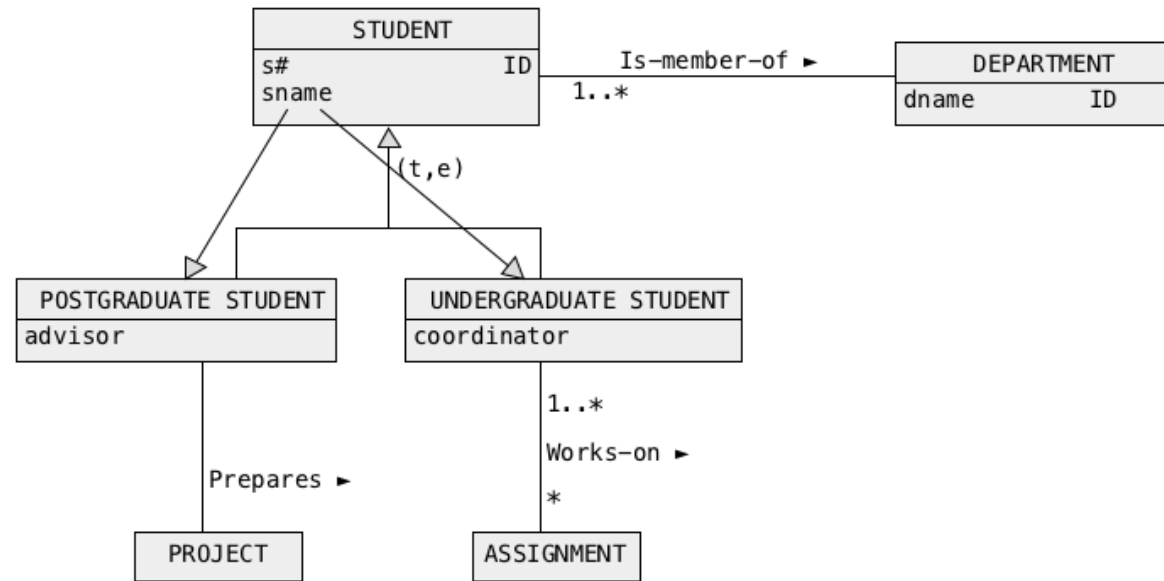 STUDENT
s# ID
sname
Is-member-of ►
1..*
DEPARTMENT
dname ID
(t,e)
POSTGRADUATE STUDENT
advisor
UNDERGRADUATE STUDENT
coordinator
1..*
Works-on ►
*
Prepares ►
PROJECT
ASSIGNMENT